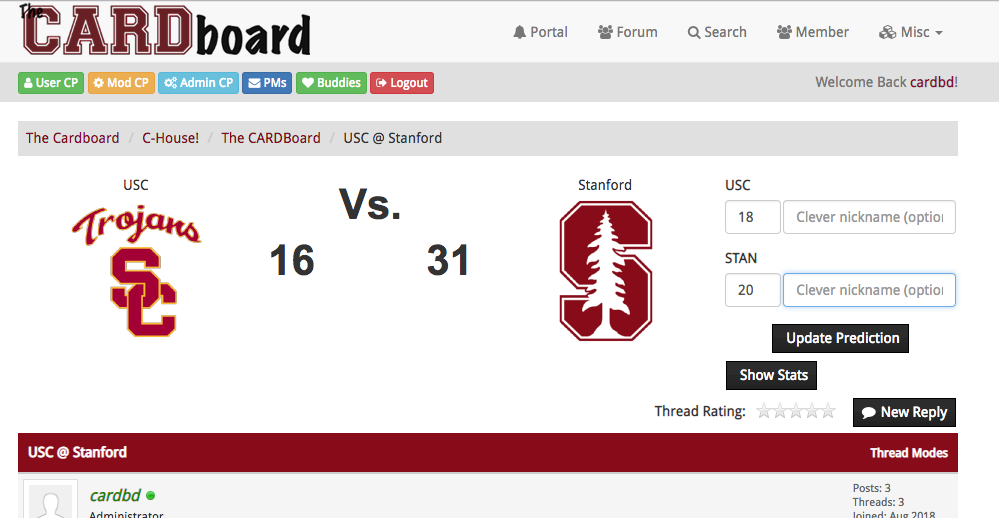 The
CARDboard
Portal Forum Search Member Misc
User CP Mod CP Admin CP PMs Buddies Logout
Welcome Back cardbd!
The Cardboard / C-House! / The CARDBoard / USC @ Stanford
USC
Trojans
SC
Vs.
16 31
Stanford
S
USC
18 Clever nickname (option
STAN
20 Clever nickname (option
Update Prediction
Show Stats
Thread Rating:
New Reply
USC @ Stanford
Thread Modes
cardbd
Administrator
Posts: 3
Threads: 3
Joined: Aug 2018